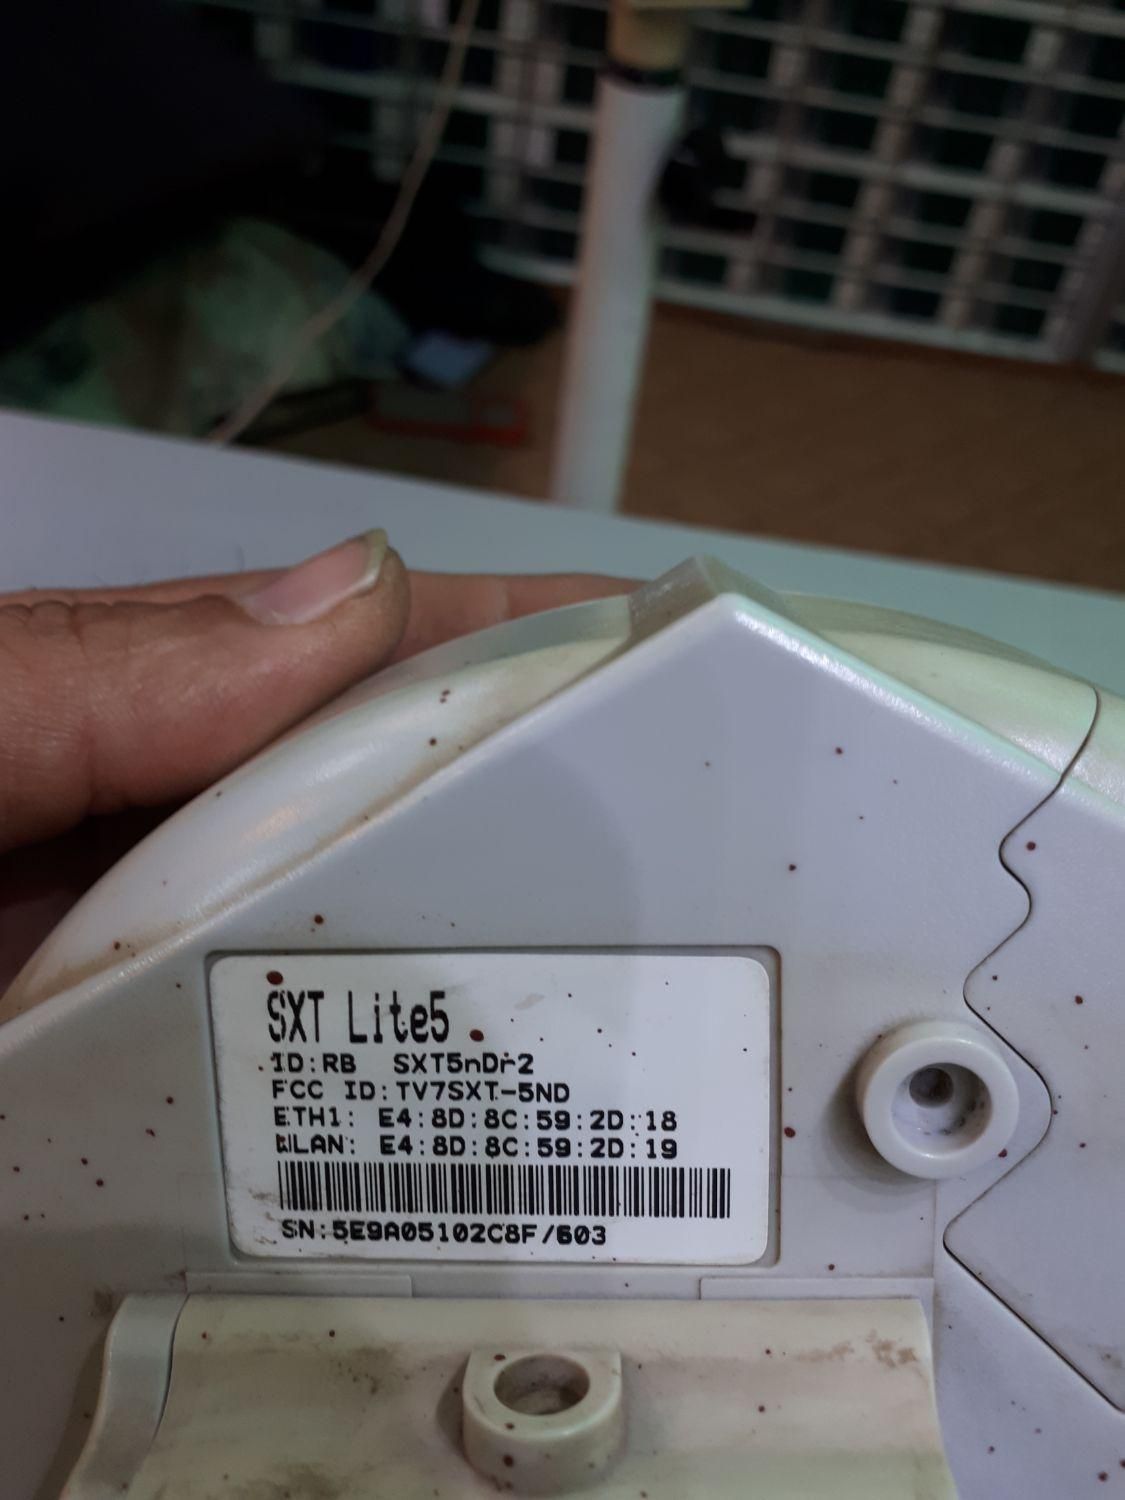 SXT Lite5
ID:RB SXT5nDr2
FCC ID:TV7SXT-5ND
ETH1: E4:8D:8C:59:2D:18
WLAN: E4:8D:8C:59:2D:19
SN:5E9A05102C8F/603